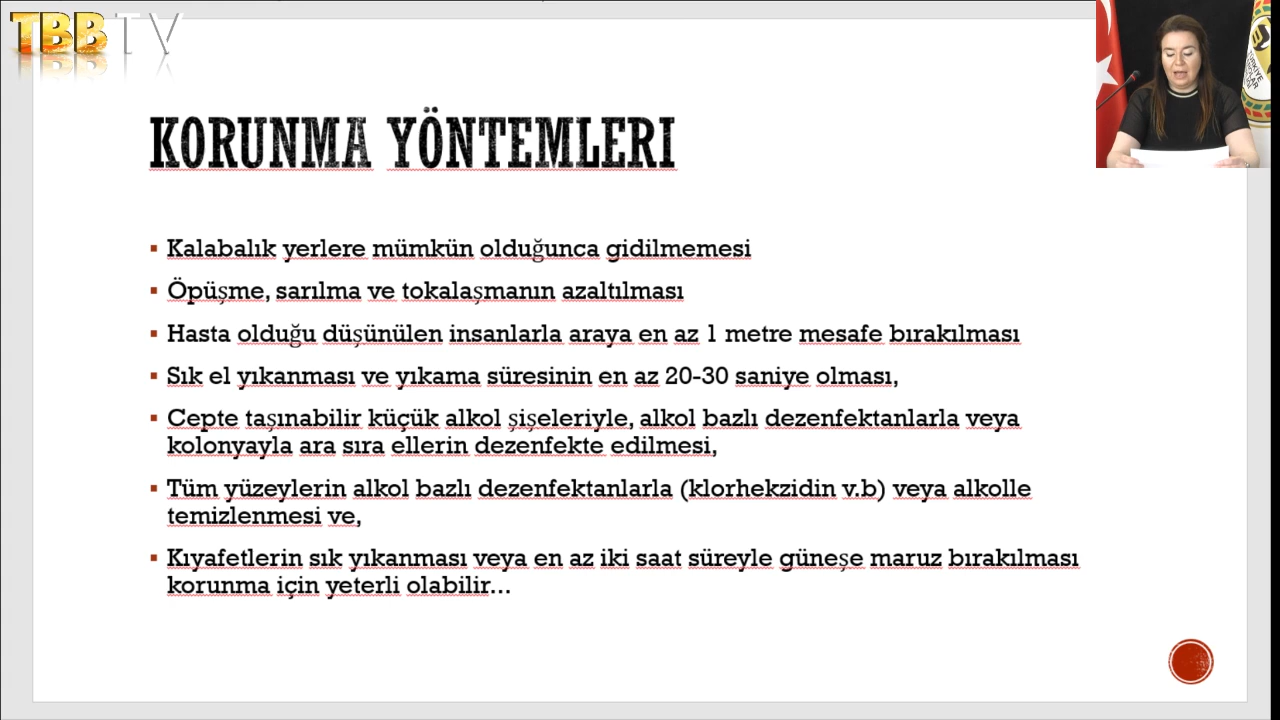 TBBTV
KORUNMA YÖNTEMLERI
Kalabalık yerlere mümkün olduğunca gidilmemesi
Öpüşme, sarılma ve tokalaşmanın azaltılması
Hasta olduğu düşünülen insanlarla araya en az 1 metre mesafe bırakılması
Sık el yıkanması ve yıkama süresinin en az 20-30 saniye olması,
Cepte taşınabilir küçük alkol şişeleriyle, alkol bazlı dezenfektanlarla veya
kolonyayla ara sıra ellerin dezenfekte edilmesi,
Tüm yüzeylerin alkol bazlı dezenfektanlarla (klorhekzidin v.b) veya alkolle
temizlenmesi ve,
Kıyafetlerin sık yıkanması veya en az iki saat süreyle güneşe maruz bırakılması
korunma için yeterli olabilir...